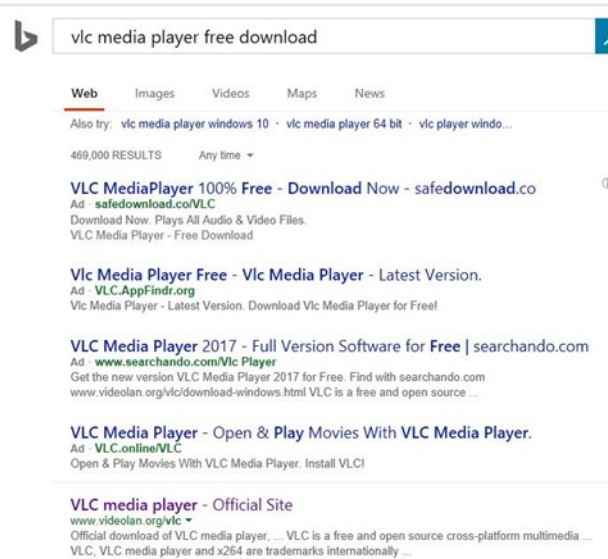 vlc media player free download
Web Images Videos Maps News
Also try: vlc media player windows 10 · vlc media player 64 bit · vlc player windo...
469,000 RESULTS Any time
VLC MediaPlayer 100% Free - Download Now - safedownload.co
Ad · safedownload.co/VLC
Download Now. Plays All Audio & Video Files.
VLC Media Player - Free Download
Vlc Media Player Free - Vlc Media Player - Latest Version.
Ad · VLC.AppFindr.org
Vlc Media Player - Latest Version. Download Vlc Media Player for Free!
VLC Media Player 2017 - Full Version Software for Free | searchando.com
Ad · www.searchando.com/Vlc Player
Get the new version VLC Media Player 2017 for Free. Find with searchando.com
www.videolan.org/vlc/download-windows.html VLC is a free and open source ...
VLC Media Player - Open & Play Movies With VLC Media Player.
Ad · VLC.online/VLC
Open & Play Movies With VLC Media Player. Install VLC!
VLC media player - Official Site
www.videolan.org/vlc
Official download of VLC media player, ... VLC is a free and open source cross-platform multimedia ...
VLC, VLC media player and x264 are trademarks internationally ...